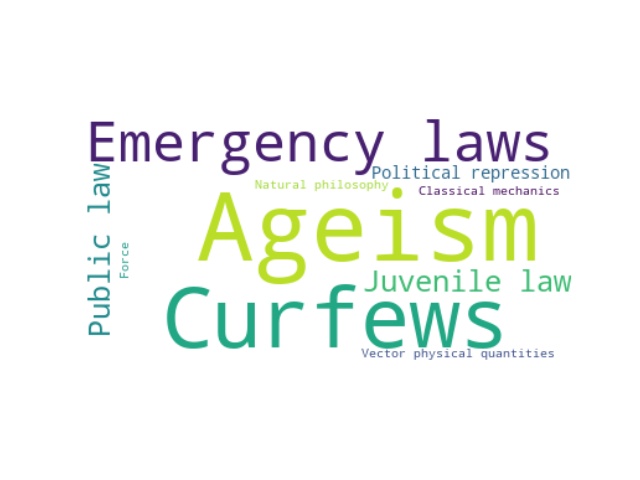 Emergency laws
Political repression
Natural philosophy
Classical mechanics
Public law
Force
Ageism
Juvenile law
Curfews
Vector physical quantities